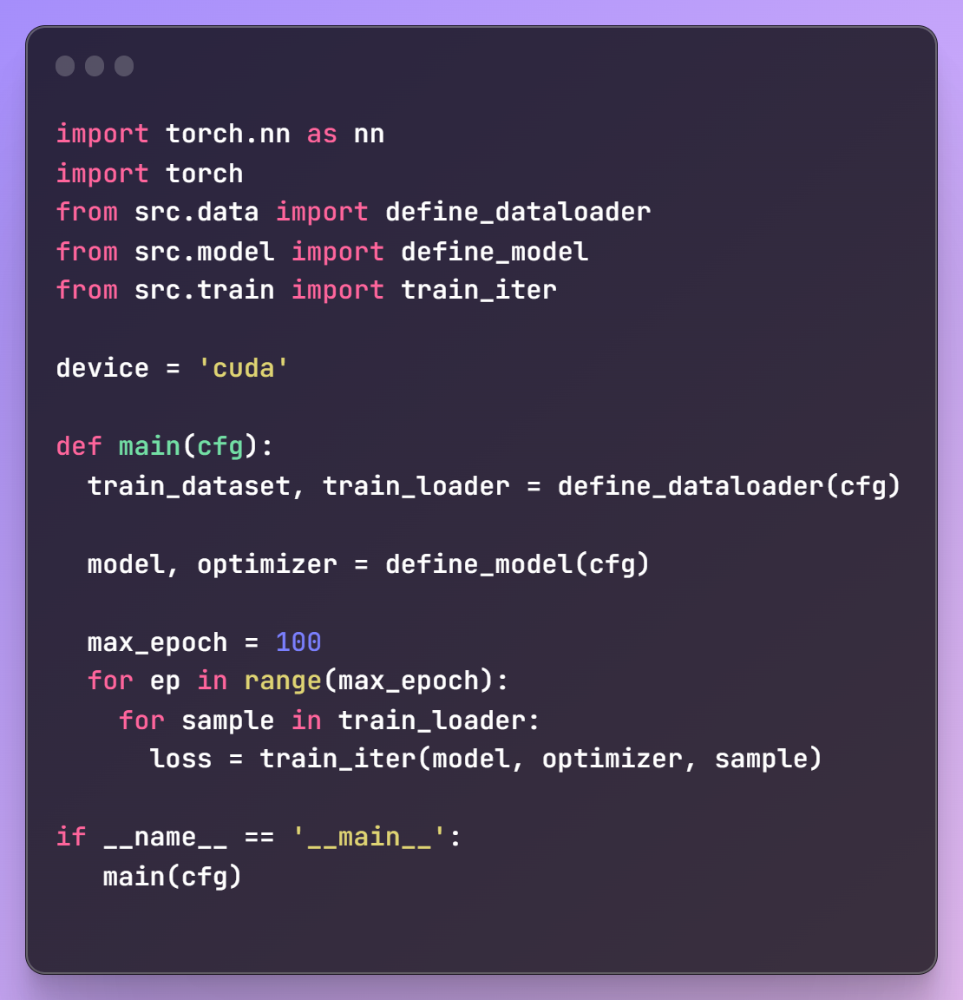 import torch.nn as nn
import torch
from src.data import define_dataloader
from src.model import define_model
from src.train import train_iter

device = 'cuda'

def main(cfg):
  train_dataset, train_loader = define_dataloader(cfg)

  model, optimizer = define_model(cfg)

  max_epoch = 100
  for ep in range(max_epoch):
    for sample in train_loader:
      loss = train_iter(model, optimizer, sample)

if __name__ == '__main__':
   main(cfg)